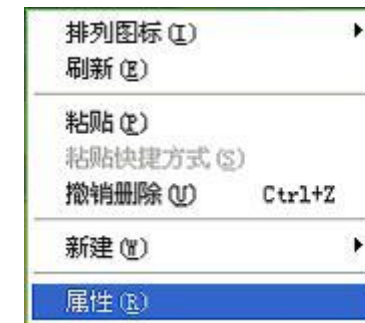 排列图标(I)
刷新(E)
粘贴(P)
粘贴快捷方式(S)
撤销删除(U) Ctrl+Z
新建(W)
属性(R)